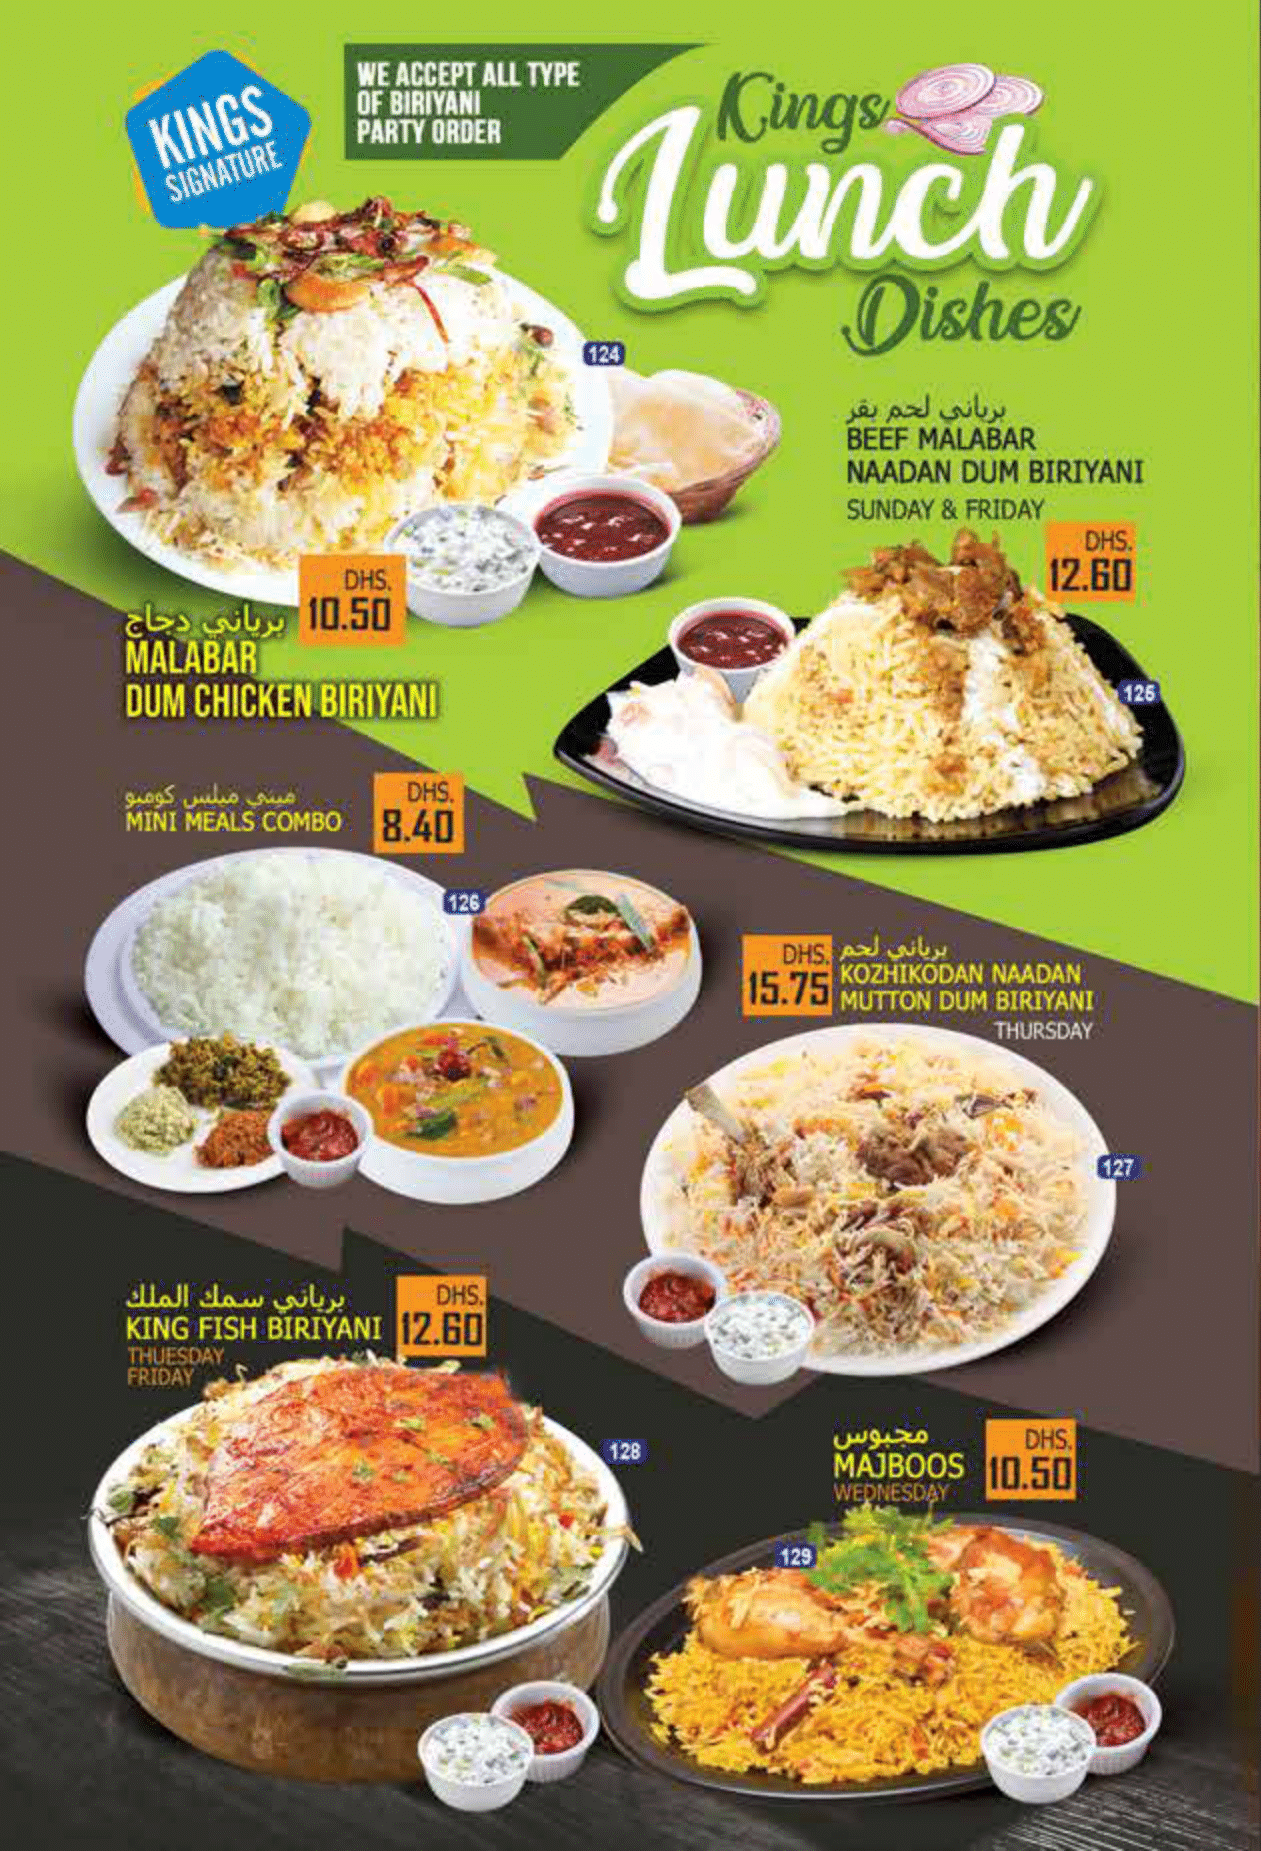 KINGS
SIGNATURE
WE ACCEPT ALL TYPE
OF BIRIYANI
PARTY ORDER
Kings
Lunch
Dishes
124
برياني لحم بقر
BEEF MALABAR
NAADAN DUM BIRIYANI
SUNDAY & FRIDAY
DHS.
12.60
125
DHS.
10.50
برياني دجاج
MALABAR
DUM CHICKEN BIRIYANI
ميني ميلس كومبو
MINI MEALS COMBO
DHS.
8.40
126
DHS.
15.75
برياني لحم
KOZHIKODAN NAADAN
MUTTON DUM BIRIYANI
THURSDAY
127
برياني سمك الملك
KING FISH BIRIYANI
THUESDAY
FRIDAY
DHS.
12.60
128
مجبوس
MAJBOOS
WEDNESDAY
DHS.
10.50
129